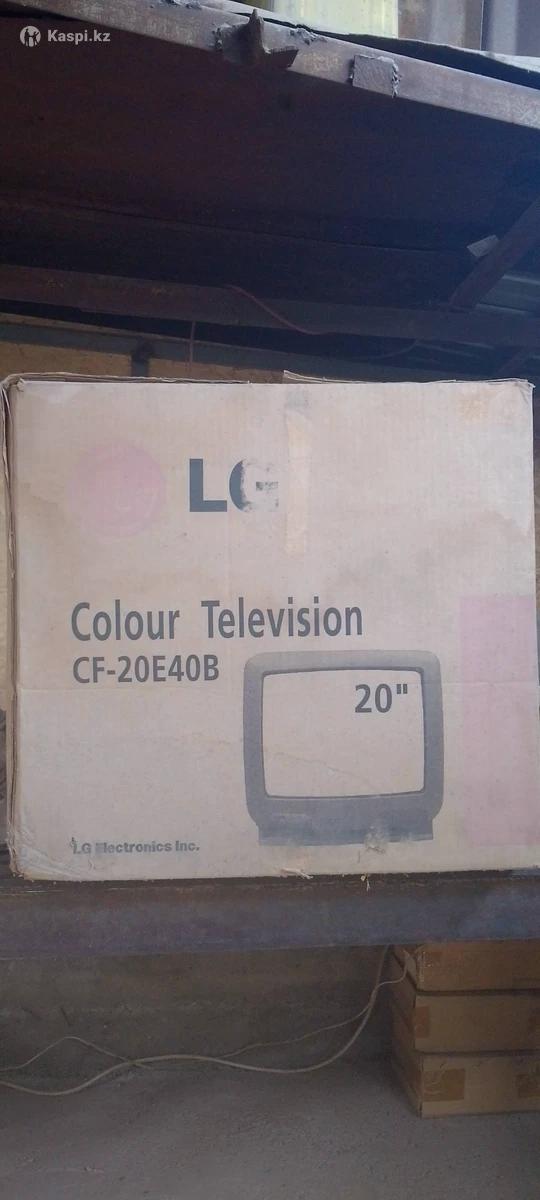 Kaspi.kz
LG
Colour Television
CF-20E40B
20"
LG Electronics Inc.